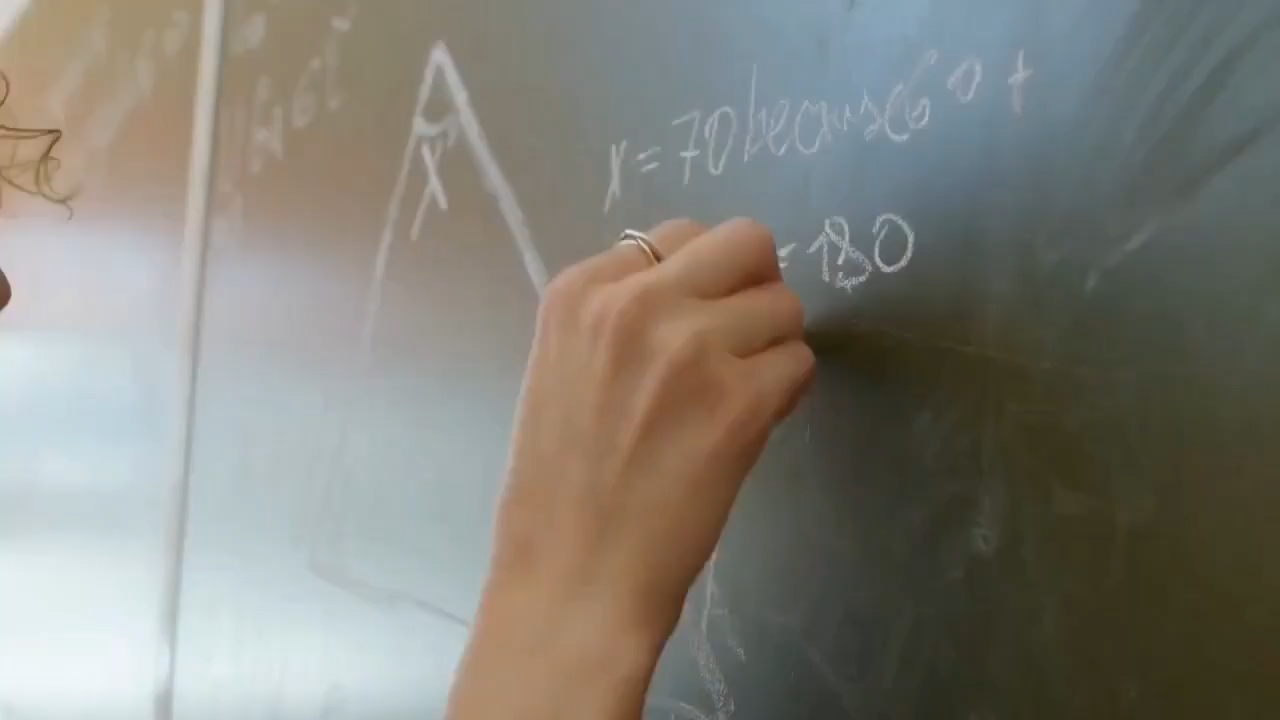 x
x = 70 because 60 +
= 180